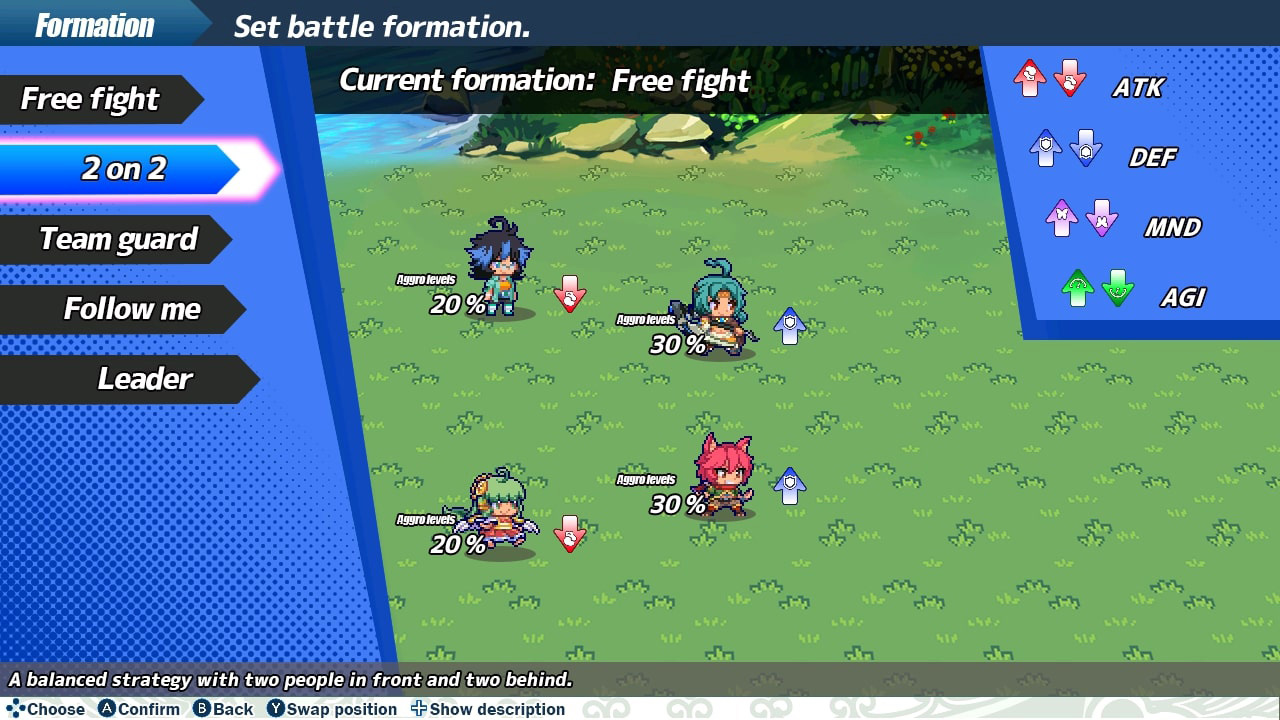 Formation
Set battle formation.
Current formation: Free fight
Free fight
2 on 2
Team guard
Follow me
Leader
ATK
DEF
MND
AGI
Aggro levels
20 %
Aggro levels
30 %
Aggro levels
30 %
Aggro levels
20 %
A balanced strategy with two people in front and two behind.
Choose A Confirm B Back Y Swap position Show description